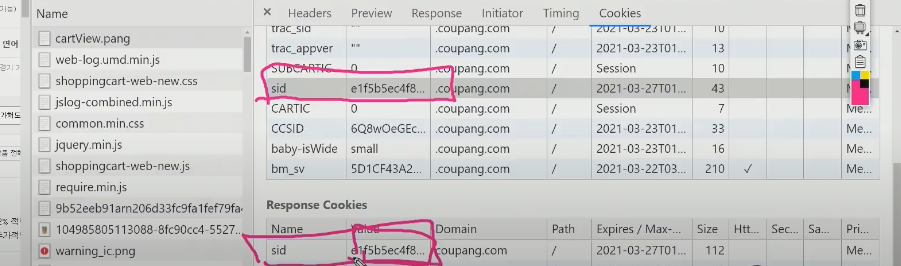 Name
cartView.pang
web-log.umd.min.js
shoppingcart-web-new.css
jslog-combined.min.js
common.min.css
jquery.min.js
shoppingcart-web-new.js
require.min.js
9b52eeb91arn206d33fc9fa1fef79fa
104985805113088-8fc90cc4-5527...
warning_ic.png
Headers Preview Response Initiator Timing Cookies
trac_sid "" .coupang.com / 2021-03-23T01... 10 Me...
trac_appver "" .coupang.com / 2021-03-23T01... 13 Me...
SUBCARTIC 0 .coupang.com / Session 10 Me...
sid e1f5b5ec4f8... .coupang.com / 2021-03-27T01... 43 Me...
CARTIC 0 .coupang.com / Session 7 Me...
CCSID 6Q8wOeGEc... .coupang.com / 2021-03-23T01... 33 Me...
baby-isWide small .coupang.com / 2021-03-22T01... 16 Me...
bm_sv 5D1CF43A2... .coupang.com / 2021-03-22T03... 210 ✓ Me...
Response Cookies
Name Value Domain Path Expires / Max-... Size Htt... Sec... Sa... Pri...
sid e1f5b5ec4f8... .coupang.com / 2021-03-27T01... 112 Me...